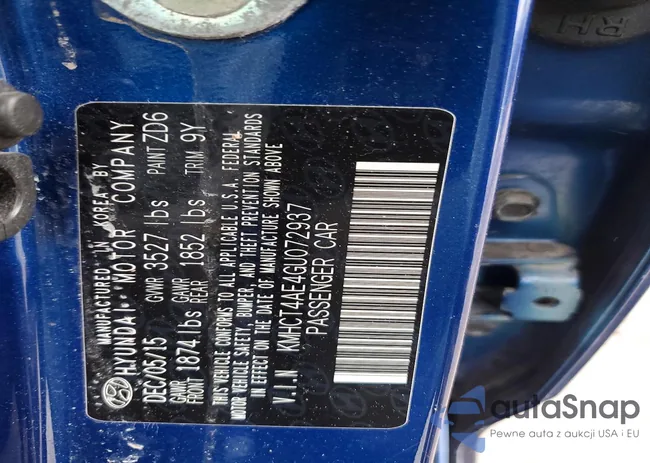 MANUFACTURED IN KOREA BY
HYUNDAI MOTOR COMPANY
DEC/05/15 GVWR 3527 lbs PAINT ZD6
GAWR FRONT 1874 lbs GAWR REAR 1852 lbs TRIM 9Y
THIS VEHICLE CONFORMS TO ALL APPLICABLE U.S.A. FEDERAL
MOTOR VEHICLE SAFETY, BUMPER, AND THEFT PREVENTION STANDARDS
IN EFFECT ON THE DATE OF MANUFACTURE SHOWN ABOVE
V.I.N KMHCT4AE4GU072937
PASSENGER CAR
RH
autaSnap
Pewne auta z aukcji USA i EU